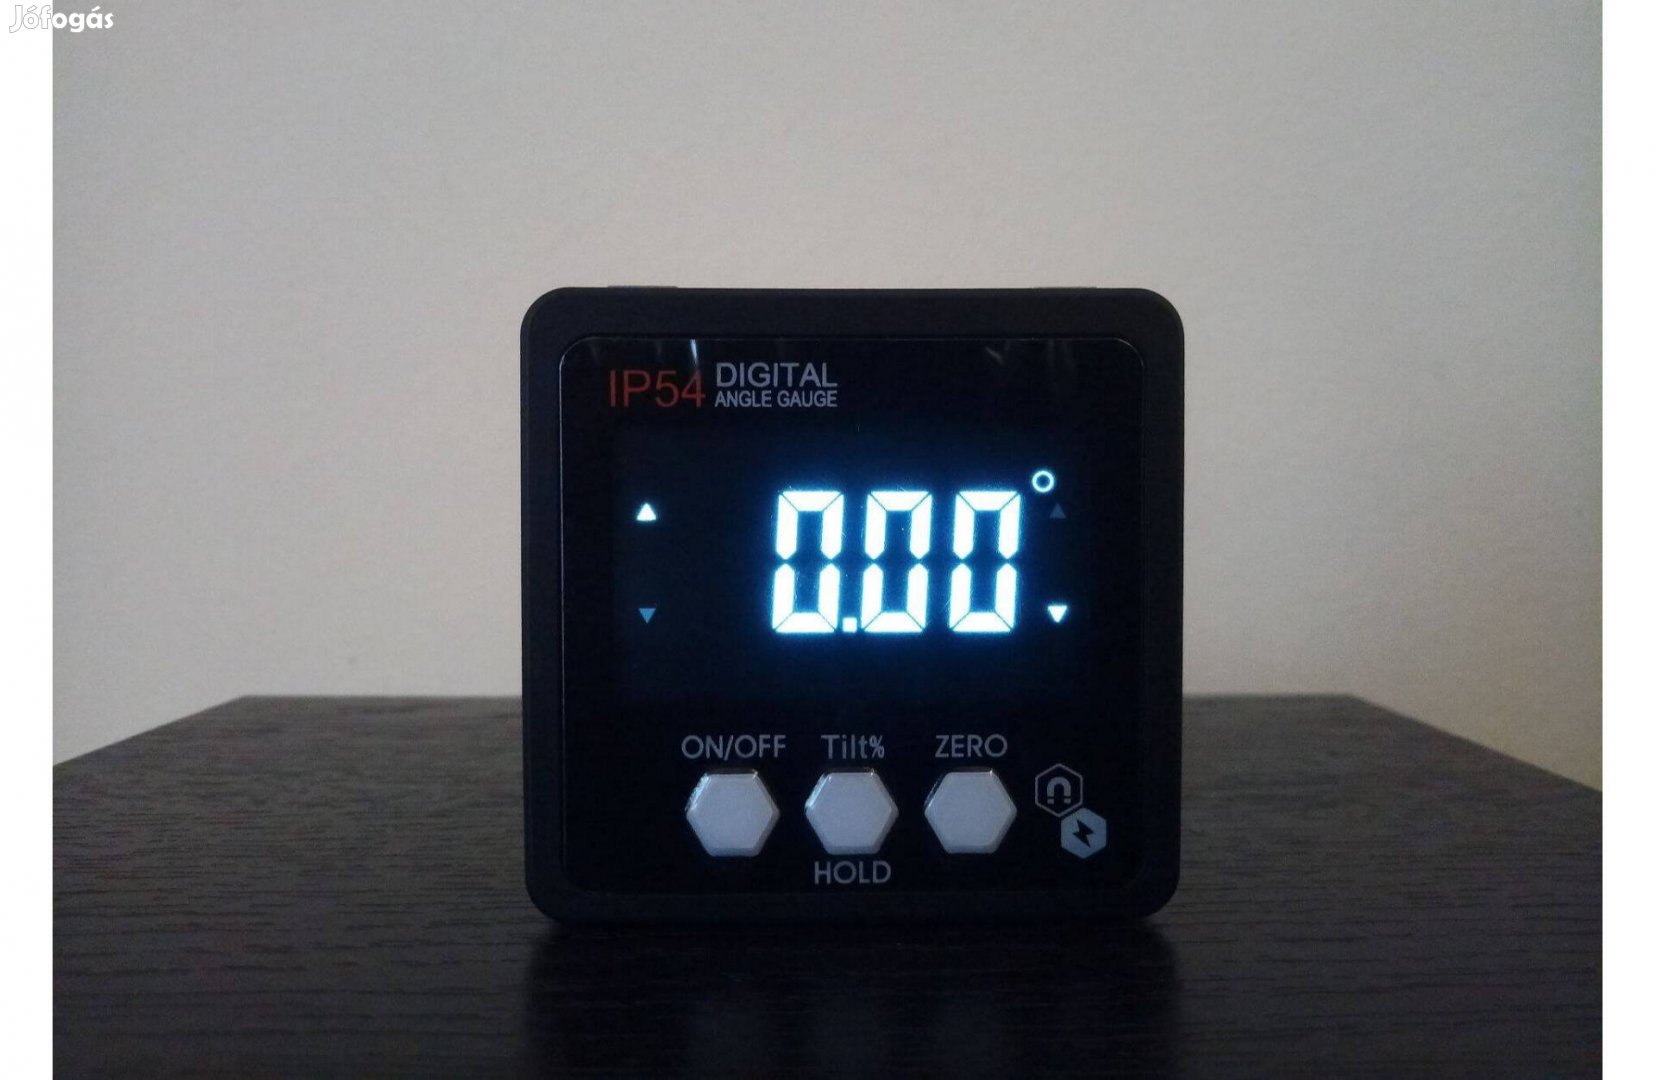 Jófogás
IP54 DIGITAL
ANGLE GAUGE
0.00°
ON/OFF Tilt% ZERO
HOLD